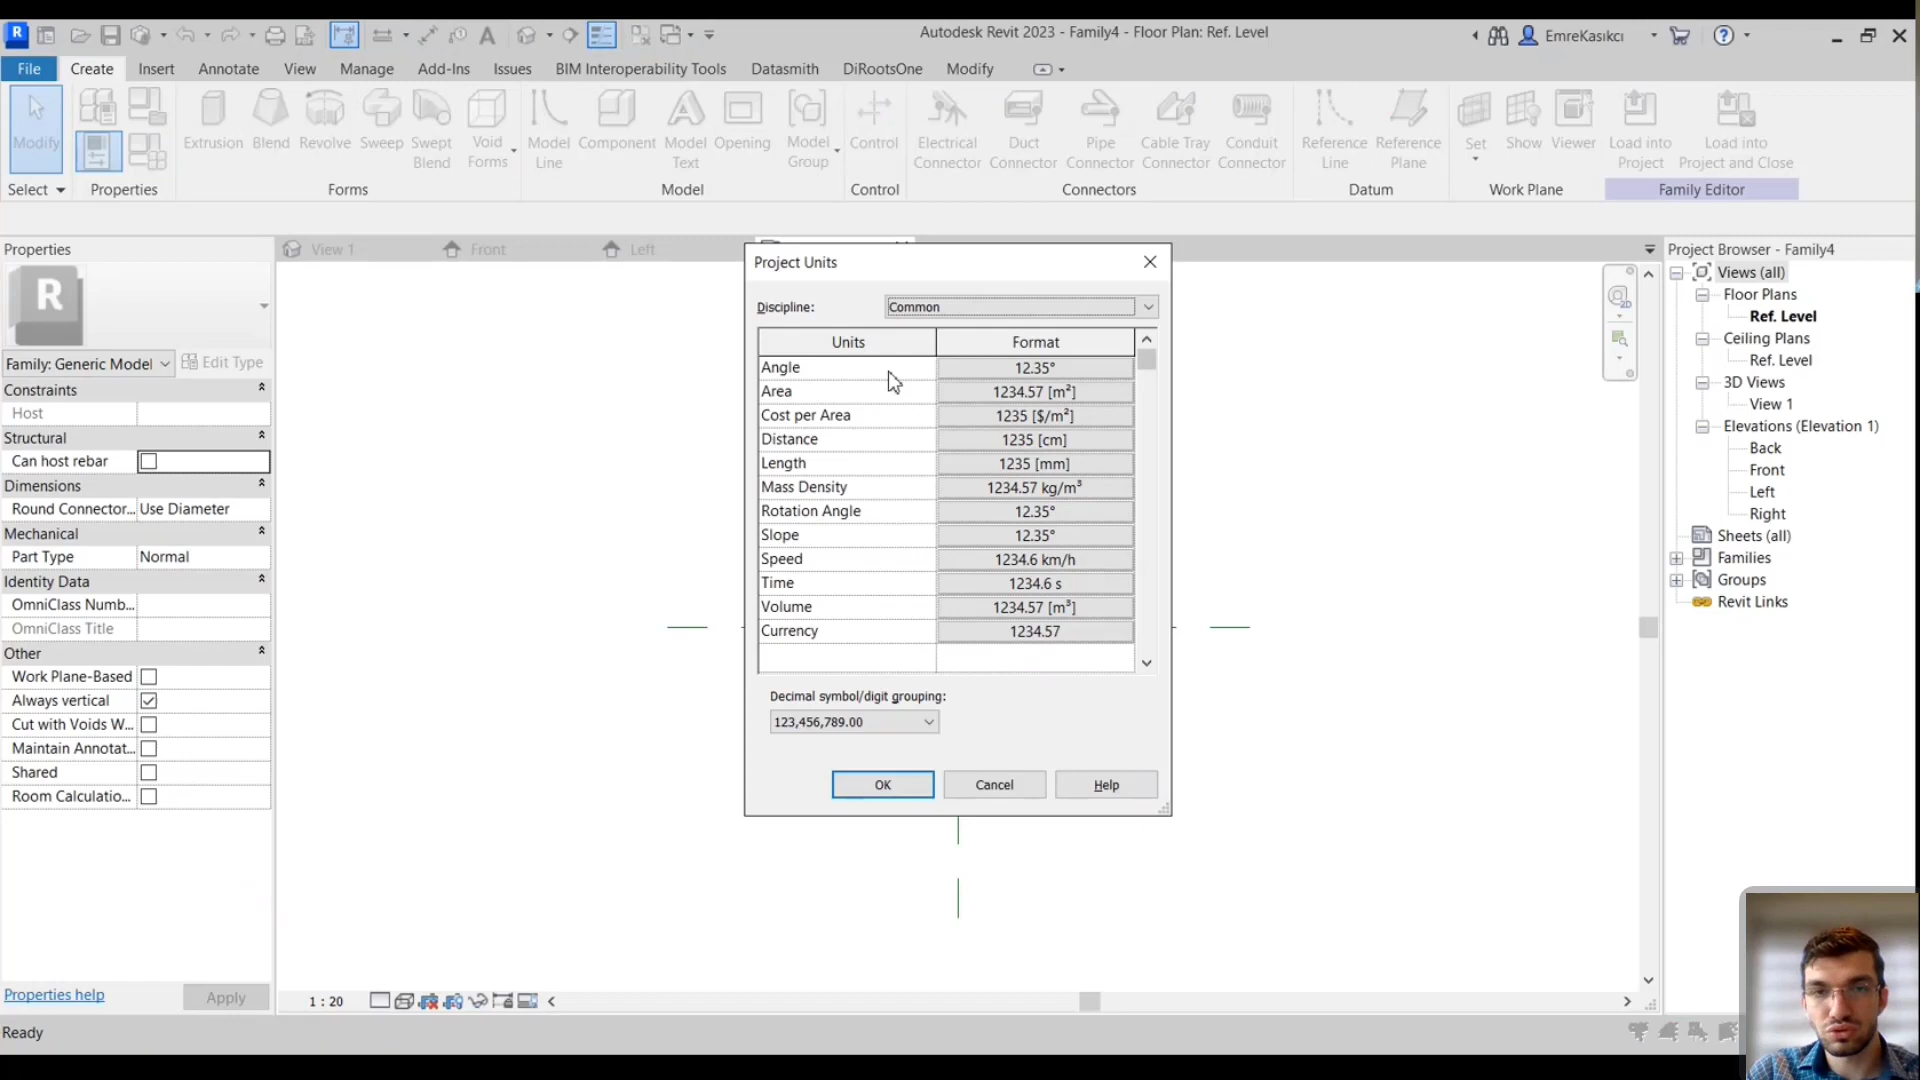 Autodesk Revit 2023 - Family4 - Floor Plan: Ref. Level
EmreKasıkcı
File Create Insert Annotate View Manage Add-Ins Issues BIM Interoperability Tools Datasmith DiRootsOne Modify
Modify
Extrusion Blend Revolve Sweep Swept Blend Void Forms
Model Line Component Model Text Opening Model Group
Control
Electrical Connector Duct Connector Pipe Connector Cable Tray Connector Conduit Connector
Reference Line Reference Plane
Set Show Viewer
Load into Project Load into Project and Close
Select Properties Forms Model Control Connectors Datum Work Plane Family Editor
Properties
R
Family: Generic Model Edit Type
Constraints
Host
Structural
Can host rebar
Dimensions
Round Connector... Use Diameter
Mechanical
Part Type Normal
Identity Data
OmniClass Numb...
OmniClass Title
Other
Work Plane-Based
Always vertical
Cut with Voids W...
Maintain Annotat...
Shared
Room Calculatio...
Properties help Apply
View 1 Front Left
Project Units
Discipline: Common
Units Format
Angle 12.35°
Area 1234.57 [m²]
Cost per Area 1235 [$/m²]
Distance 1235 [cm]
Length 1235 [mm]
Mass Density 1234.57 kg/m³
Rotation Angle 12.35°
Slope 12.35°
Speed 1234.6 km/h
Time 1234.6 s
Volume 1234.57 [m³]
Currency 1234.57
Decimal symbol/digit grouping:
123,456,789.00
OK Cancel Help
Project Browser - Family4
Views (all)
Floor Plans
Ref. Level
Ceiling Plans
Ref. Level
3D Views
View 1
Elevations (Elevation 1)
Back
Front
Left
Right
Sheets (all)
Families
Groups
Revit Links
2D
1 : 20
Ready